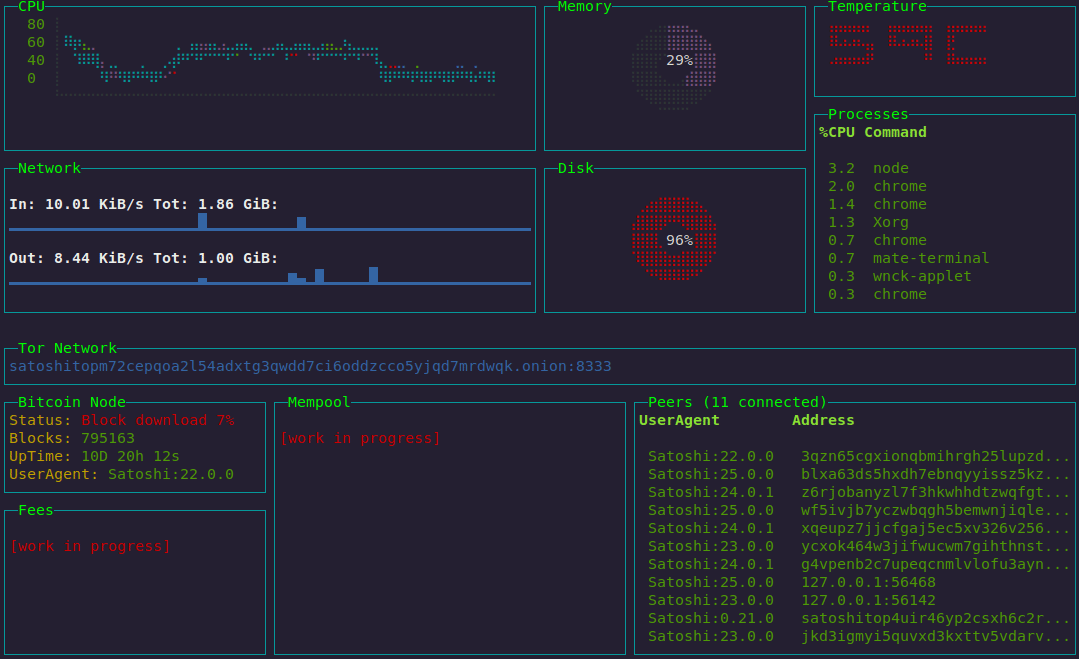 CPU
80
60
40
0
Memory
29%
Temperature
Processes
%CPU Command
3.2 node
2.0 chrome
1.4 chrome
1.3 Xorg
0.7 chrome
0.7 mate-terminal
0.3 wnck-applet
0.3 chrome
Network
In: 10.01 KiB/s Tot: 1.86 GiB:
Out: 8.44 KiB/s Tot: 1.00 GiB:
Disk
96%
Tor Network
satoshitopm72cepqoa2l54adxtg3qwdd7ci6oddzcco5yjqd7mrdwqk.onion:8333
Bitcoin Node
Status: Block download 7%
Blocks: 795163
UpTime: 10D 20h 12s
UserAgent: Satoshi:22.0.0
Fees
[work in progress]
Mempool
[work in progress]
Peers (11 connected)
UserAgent Address
Satoshi:22.0.0 3qzn65cgxionqbmihrgh25lupzd...
Satoshi:25.0.0 blxa63ds5hxdh7ebnqyyissz5kz...
Satoshi:24.0.1 z6rjobanyzl7f3hkwhhdtzwqfgt...
Satoshi:25.0.0 wf5ivjb7yczwbqgh5bemwnjiqle...
Satoshi:24.0.1 xqeupz7jjcfgaj5ec5xv326v256...
Satoshi:23.0.0 ycxok464w3jjifwucwm7gihthnst...
Satoshi:24.0.1 g4vpenb2c7upeqcnmlvlofu3ayn...
Satoshi:25.0.0 127.0.0.1:56468
Satoshi:23.0.0 127.0.0.1:56142
Satoshi:0.21.0 satoshitop4uir46yp2csxh6c2r...
Satoshi:23.0.0 jkd3igmyi5quvxd3kxttv5vdarv...